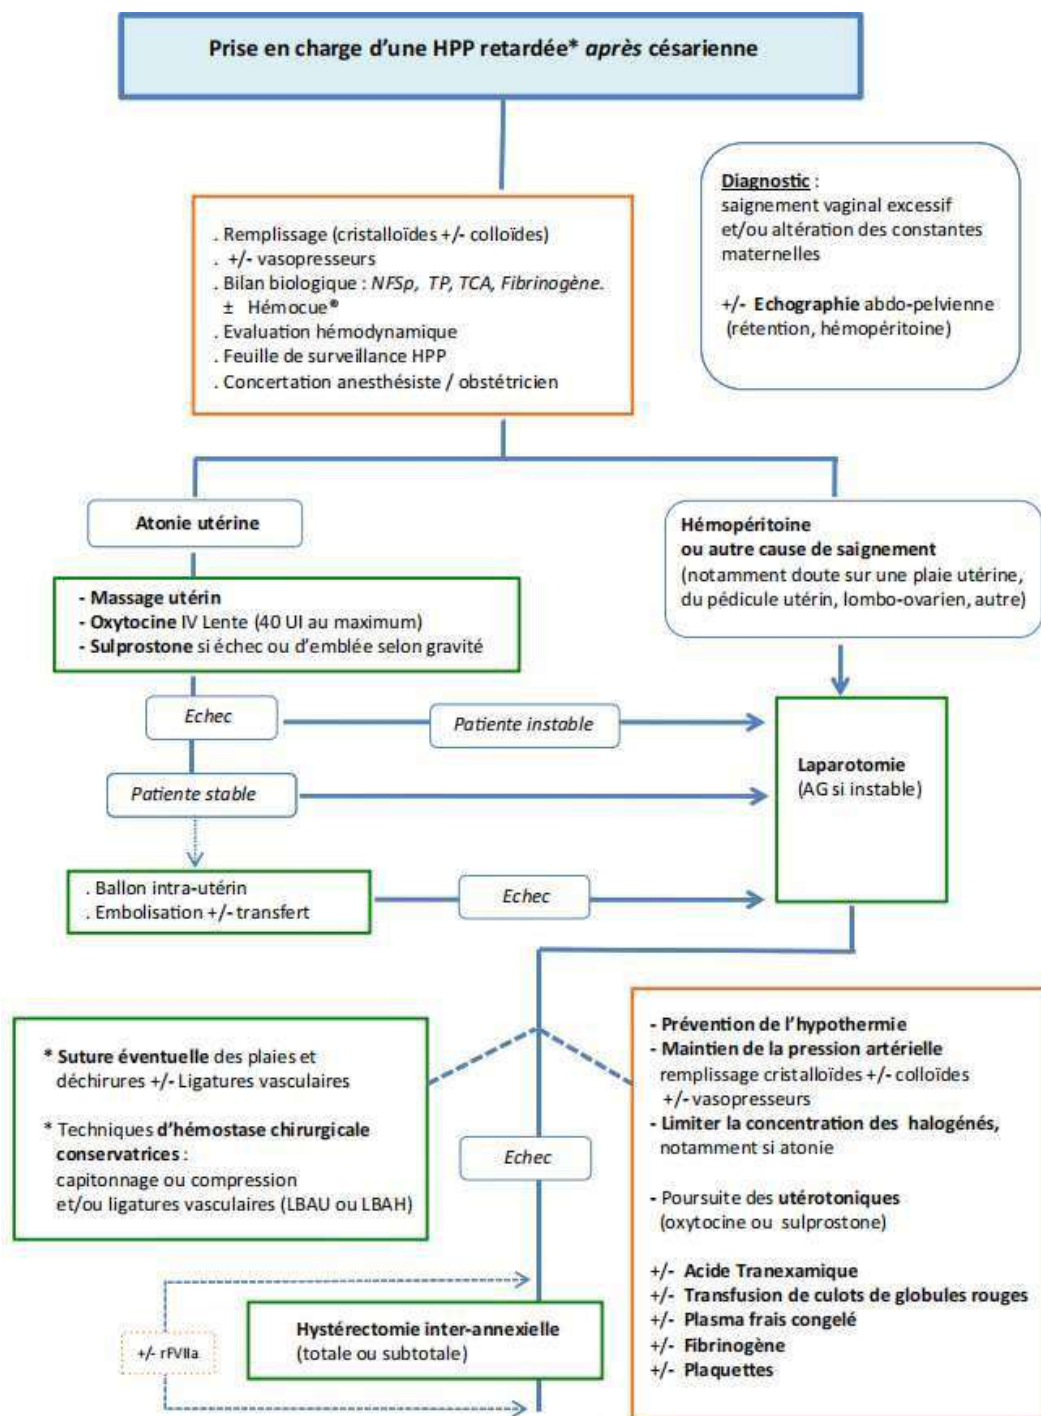 Prise en charge d'une HPP retardée* après césarienne
Diagnostic :
saignement vaginal excessif
et/ou altération des constantes
maternelles
+/- Echographie abdo-pelvienne
(rétention, hémopéritoine)
. Remplissage (cristalloïdes +/- colloïdes)
. +/- vasopresseurs
. Bilan biologique : NFSp, TP, TCA, Fibrinogène.
± Hémocue®
. Evaluation hémodynamique
. Feuille de surveillance HPP
. Concertation anesthésiste / obstétricien
Atonie utérine
Hémopéritoine
ou autre cause de saignement
(notamment doute sur une plaie utérine,
du pédicule utérin, lombo-ovarien, autre)
- Massage utérin
- Oxytocine IV Lente (40 UI au maximum)
- Sulprostone si échec ou d'emblée selon gravité
Echec
Patiente instable
Laparotomie
(AG si instable)
Patiente stable
. Ballon intra-utérin
. Embolisation +/- transfert
Echec
* Suture éventuelle des plaies et
déchirures +/- Ligatures vasculaires
* Techniques d'hémostase chirurgicale
conservatrices :
capitonnage ou compression
et/ou ligatures vasculaires (LBAU ou LBAH)
Echec
- Prévention de l'hypothermie
- Maintien de la pression artérielle
remplissage cristalloïdes +/- colloïdes
+/- vasopresseurs
- Limiter la concentration des halogénés,
notamment si atonie
- Poursuite des utérotoniques
(oxytocine ou sulprostone)
+/- Acide Tranexamique
+/- Transfusion de culots de globules rouges
+/- Plasma frais congelé
+/- Fibrinogène
+/- Plaquettes
+/- rFVIIa
Hystérectomie inter-annexielle
(totale ou subtotale)